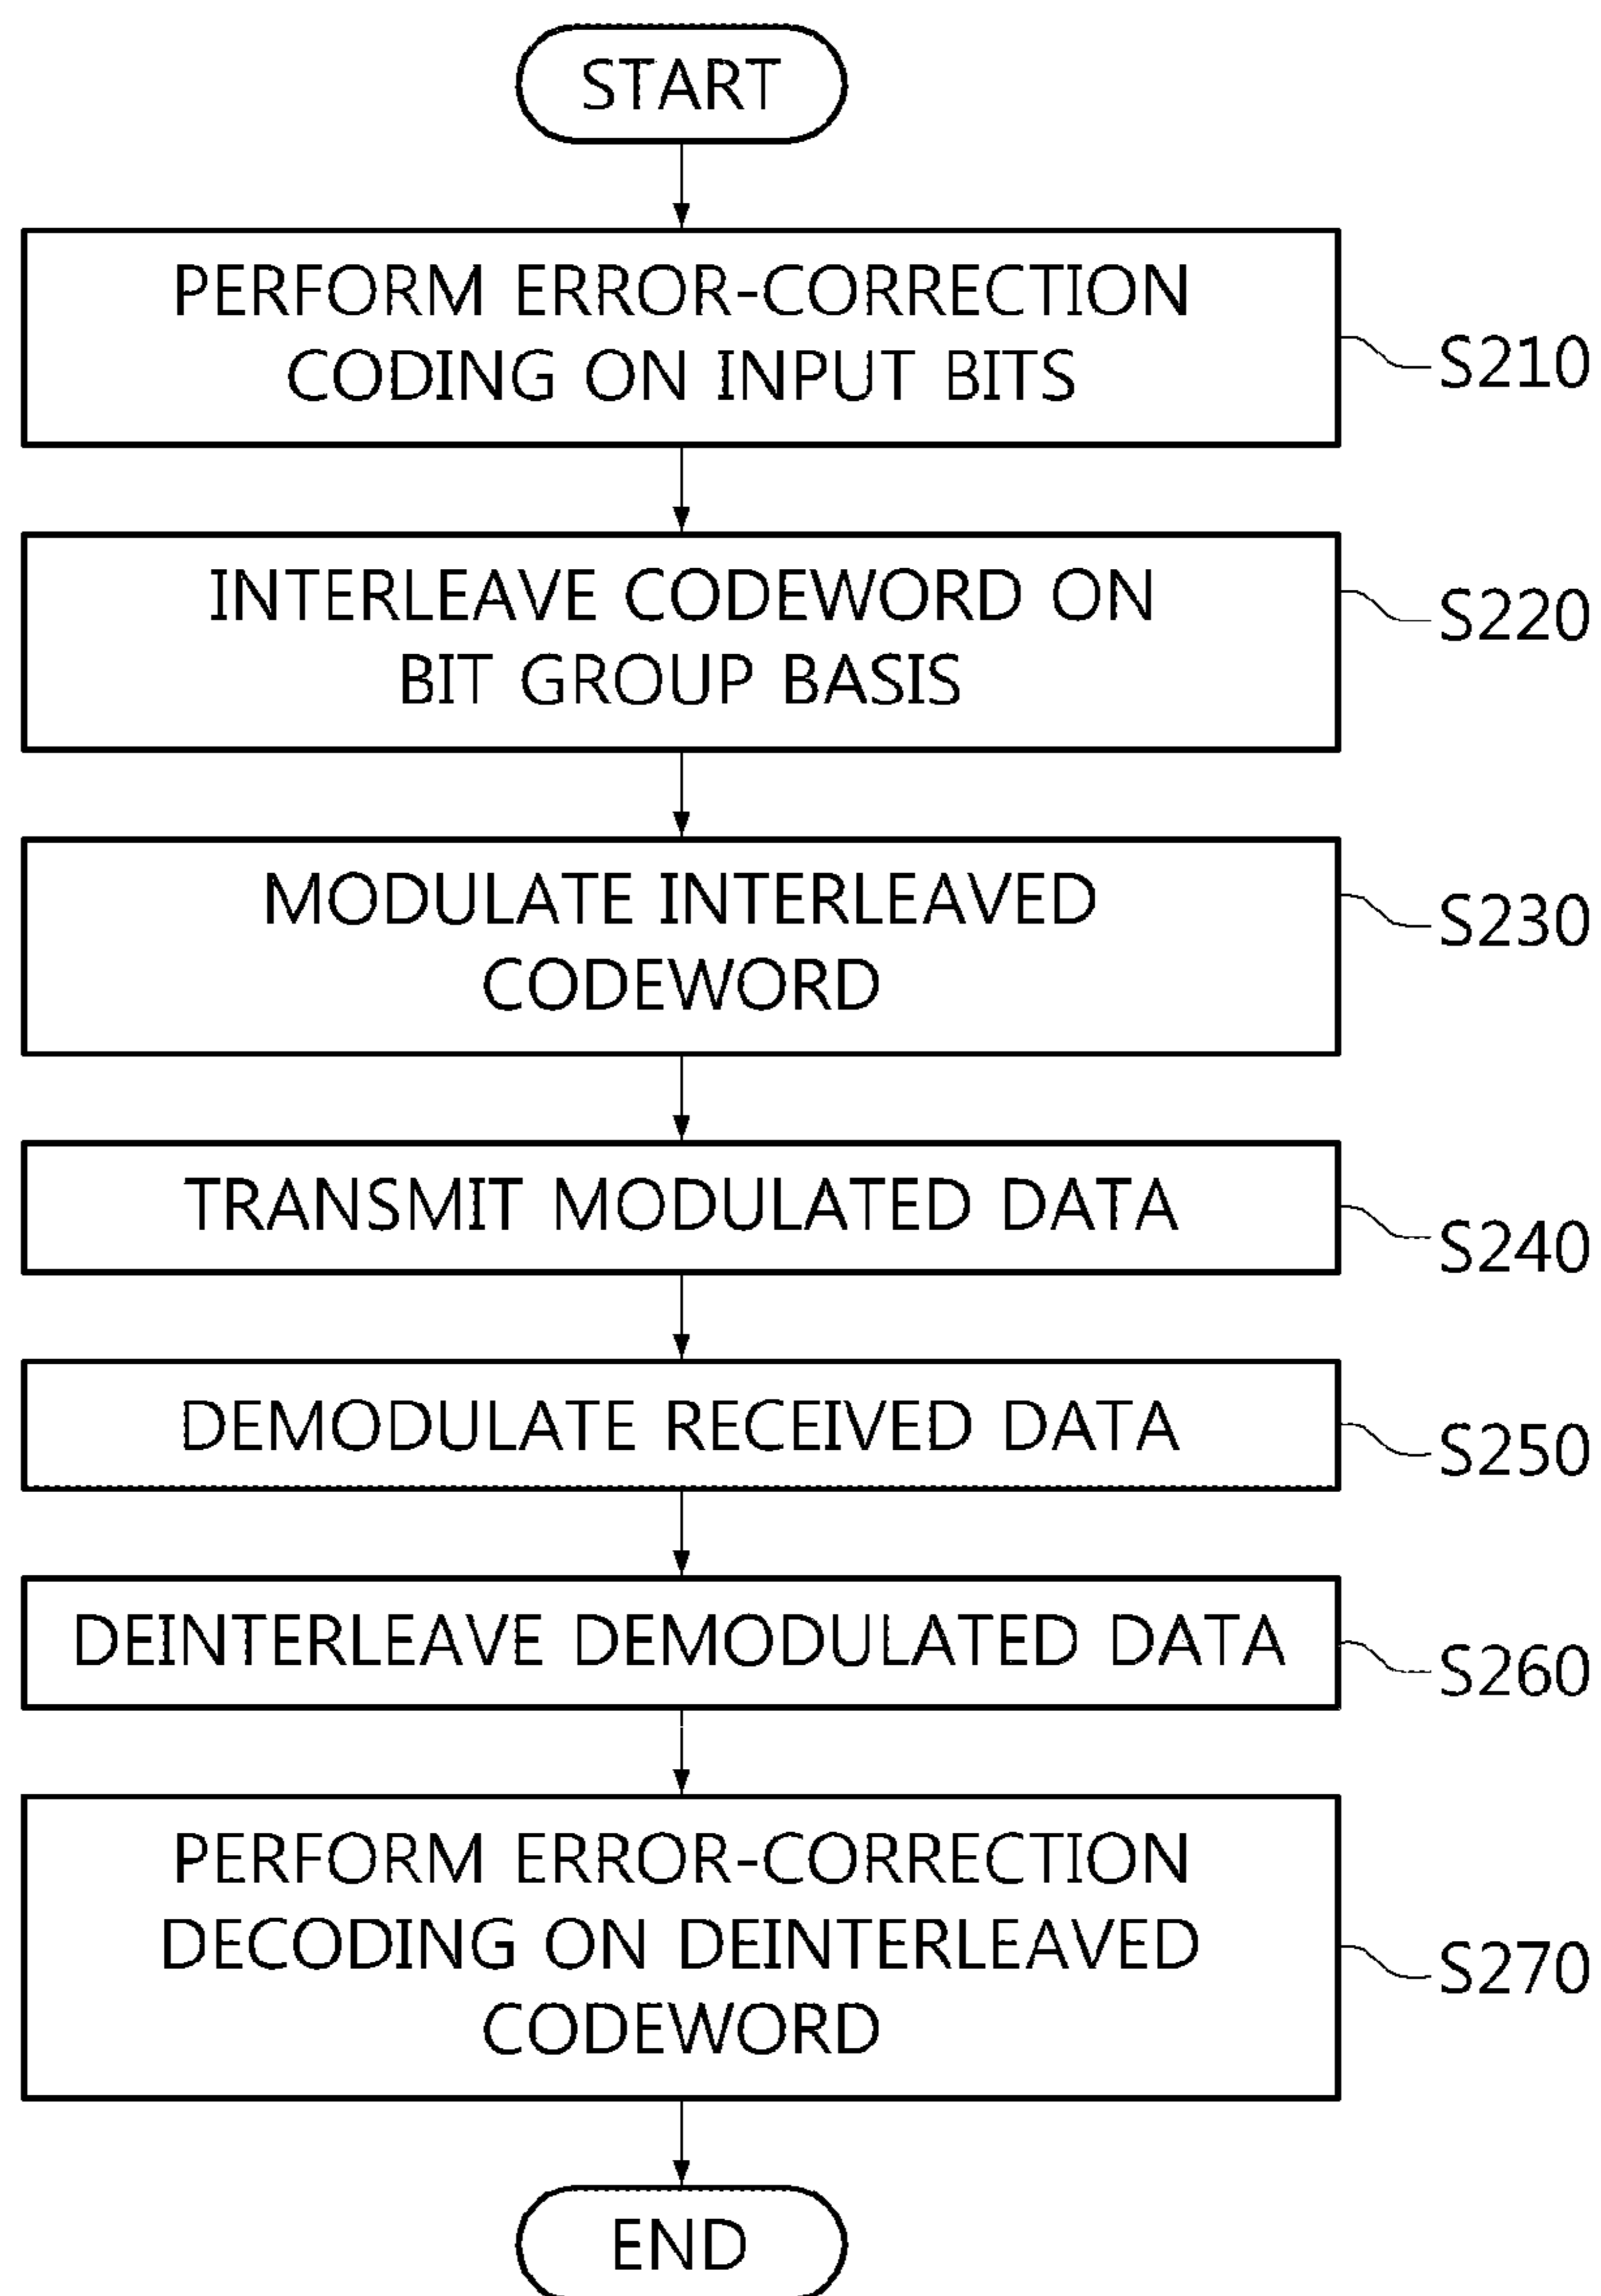 START
PERFORM ERROR-CORRECTION
CODING ON INPUT BITS
S210
INTERLEAVE CODEWORD ON
BIT GROUP BASIS
S220
MODULATE INTERLEAVED
CODEWORD
S230
TRANSMIT MODULATED DATA
S240
DEMODULATE RECEIVED DATA
S250
DEINTERLEAVE DEMODULATED DATA
S260
PERFORM ERROR-CORRECTION
DECODING ON DEINTERLEAVED
CODEWORD
S270
END